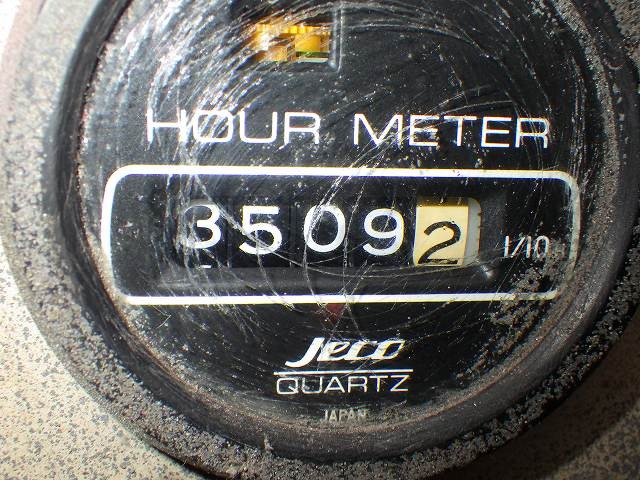 HOUR METER
35092 1/10
Jeco
QUARTZ
JAPAN